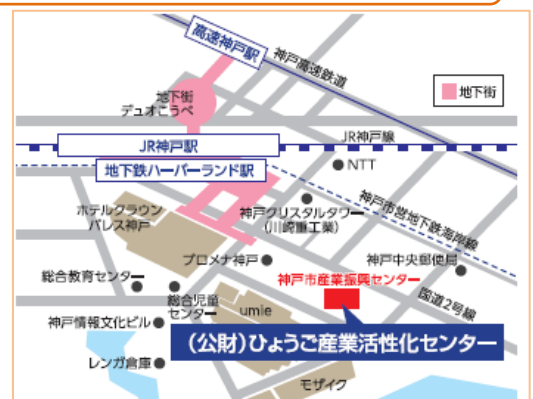 高速神戸駅
神戸高速鉄道
地下街
地下街
デュオこうべ
JR神戸線
JR神戸駅
NTT
地下鉄ハーバーランド駅
神戸市営地下鉄海岸線
ホテルクラウン
パレス神戸
神戸クリスタルタワー
(川崎重工業)
プロメナ神戸
神戸中央郵便局
総合教育センター
神戸市産業振興センター
国道2号線
総合児童
センター
umie
神戸情報文化ビル
(公財)ひょうご産業活性化センター
レンガ倉庫
モザイク